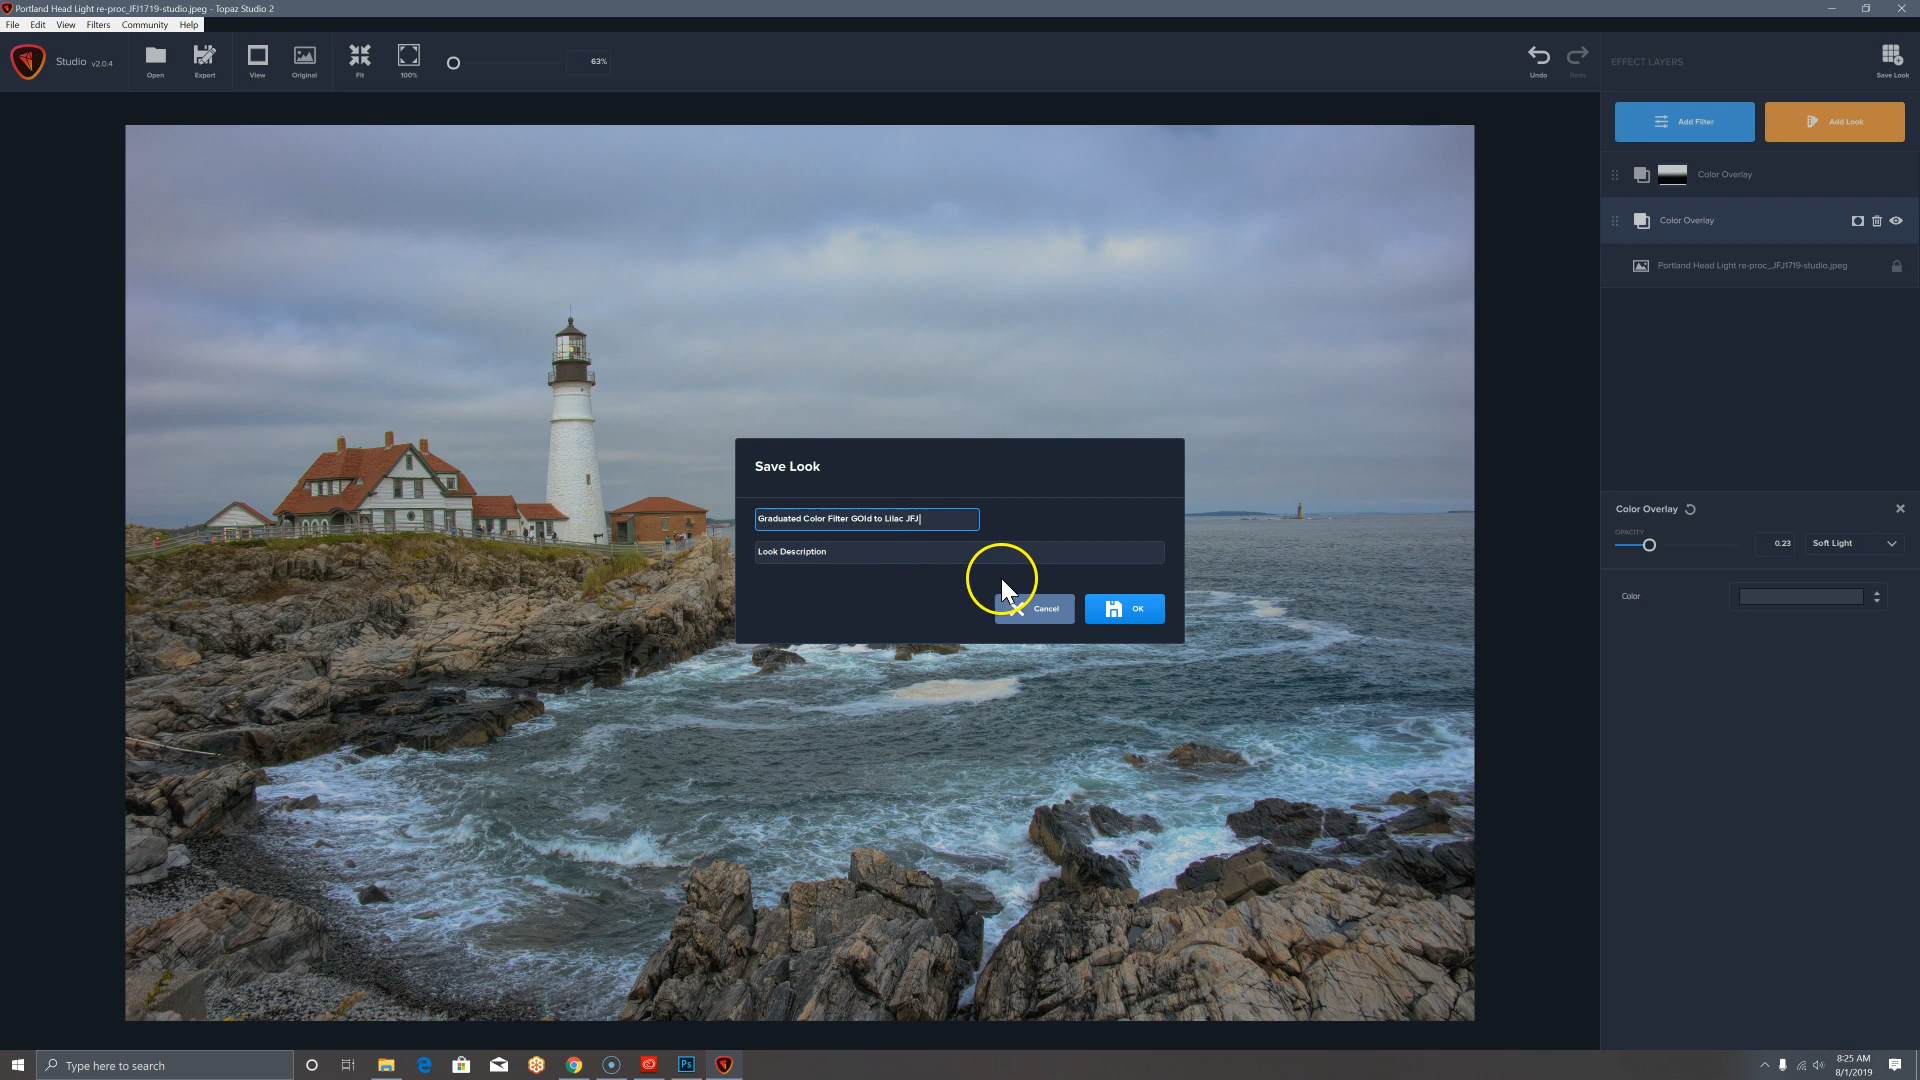 Portland Head Light re-proc_JFJ1719-studio.jpeg - Topaz Studio 2
File Edit View Filters Community Help
Studio v2.0.4
Open
Export
View
Original
Fit
100%
63%
Undo
Redo
EFFECT LAYERS
Save Look
Add Filter
Add Look
Color Overlay
Color Overlay
Portland Head Light re-proc_JFJ1719-studio.jpeg
Save Look
Graduated Color Filter GOld to Lilac JFJ
Look Description
Cancel
OK
Color Overlay
OPACITY
0.23
Soft Light
Color
Type here to search
Ps
8:25 AM
8/1/2019